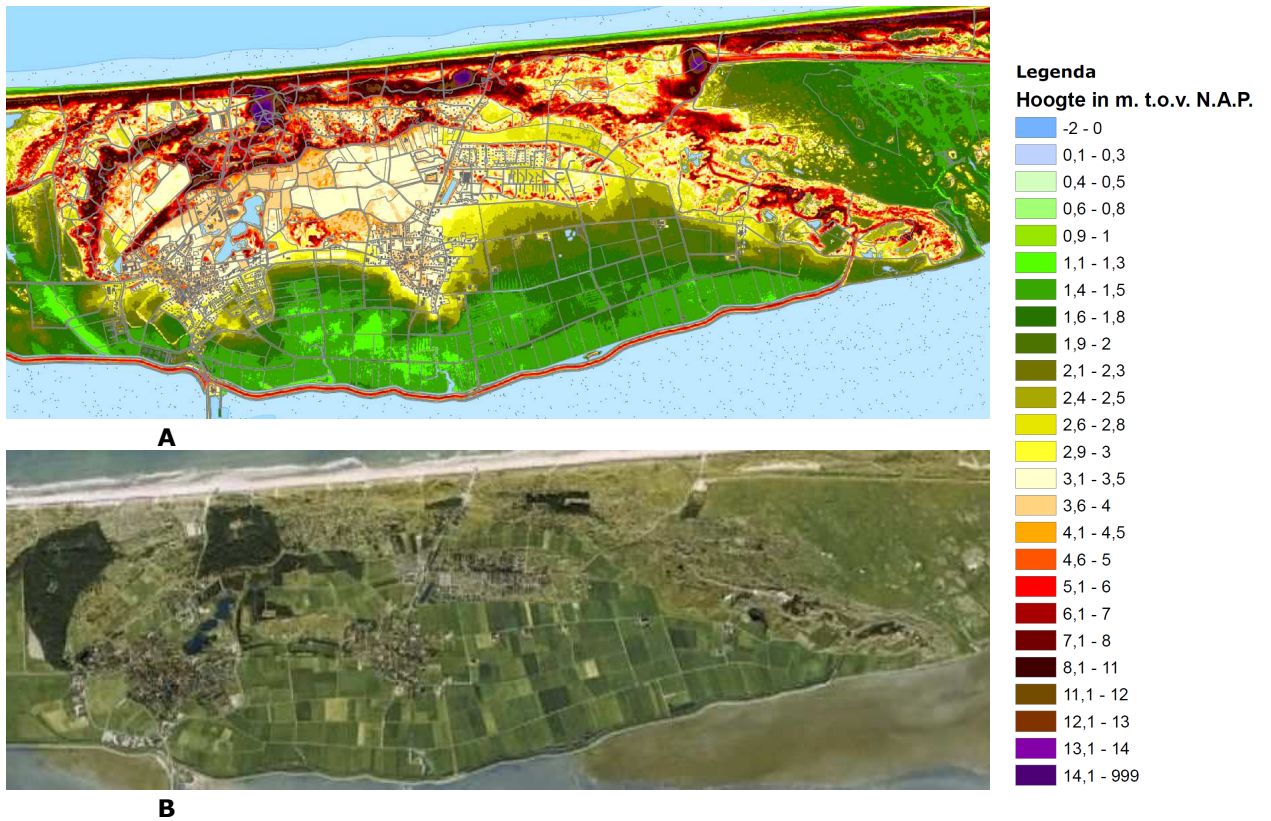 Legenda
Hoogte in m. t.o.v. N.A.P.
-2 - 0
0,1 - 0,3
0,4 - 0,5
0,6 - 0,8
0,9 - 1
1,1 - 1,3
1,4 - 1,5
1,6 - 1,8
1,9 - 2
2,1 - 2,3
2,4 - 2,5
2,6 - 2,8
2,9 - 3
3,1 - 3,5
3,6 - 4
4,1 - 4,5
4,6 - 5
5,1 - 6
6,1 - 7
7,1 - 8
8,1 - 11
11,1 - 12
12,1 - 13
13,1 - 14
14,1 - 999
A
B